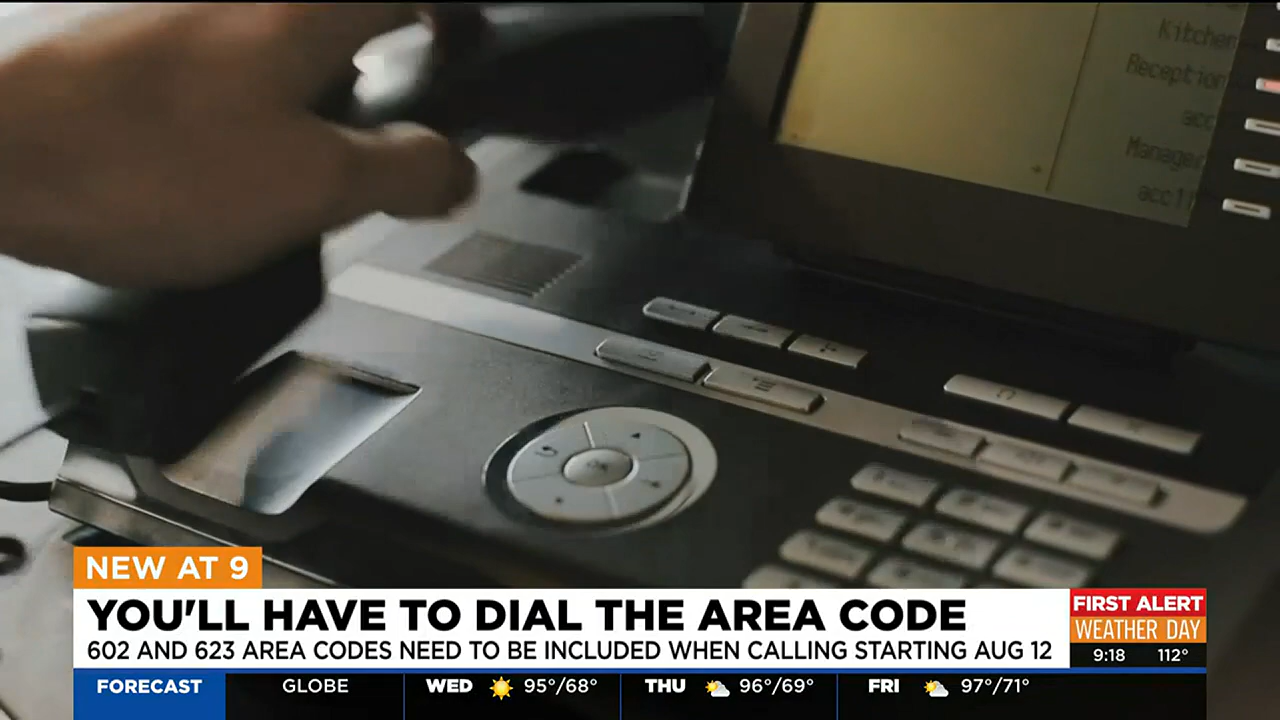 Kitchen
Reception
Manager
NEW AT 9
YOU'LL HAVE TO DIAL THE AREA CODE
602 AND 623 AREA CODES NEED TO BE INCLUDED WHEN CALLING STARTING AUG 12
FIRST ALERT
WEATHER DAY
9:18 112°
FORECAST GLOBE WED 95°/68° THU 96°/69° FRI 97°/71°